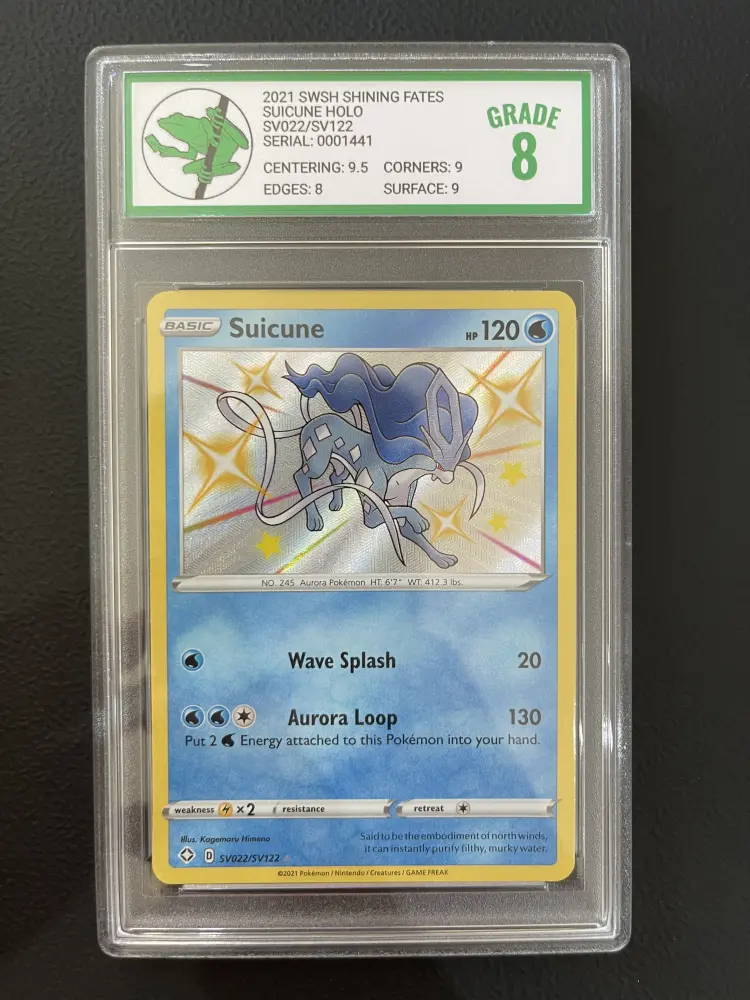 2021 SWSH SHINING FATES
SUICUNE HOLO
SV022/SV122
SERIAL: 0001441
CENTERING: 9.5 CORNERS: 9
EDGES: 8 SURFACE: 9
GRADE
8
BASIC Suicune HP 120
NO. 245 Aurora Pokémon HT: 6'7" WT: 412.3 lbs.
Wave Splash 20
Aurora Loop 130
Put 2 Energy attached to this Pokémon into your hand.
weakness ×2 resistance retreat
Illus. Kagemaru Himeno
D SV022/SV122
Said to be the embodiment of north winds,
it can instantly purify filthy, murky water.
©2021 Pokémon / Nintendo / Creatures / GAME FREAK